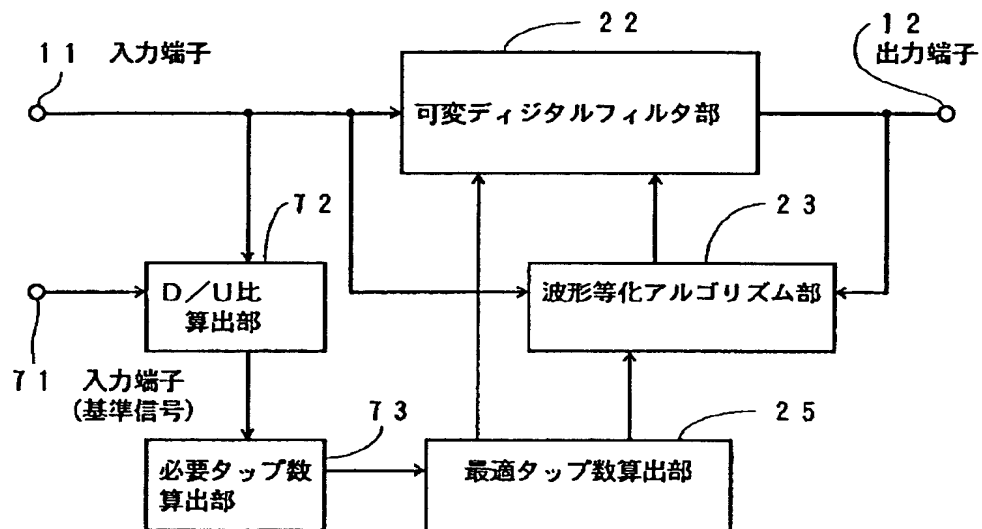 22
12
11 入力端子
出力端子
可変ディジタルフィルタ部
72
23
D/U比
算出部
波形等化アルゴリズム部
71 入力端子
(基準信号)
73
25
必要タップ数
算出部
最適タップ数算出部